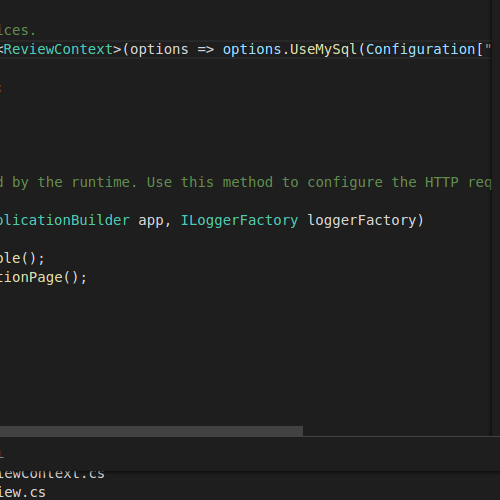 ices.
<ReviewContext>(options => options.UseMySql(Configuration["
d by the runtime. Use this method to configure the HTTP req
plicationBuilder app, ILoggerFactory loggerFactory)
ole();
tionPage();
iewContext.cs
iew.cs